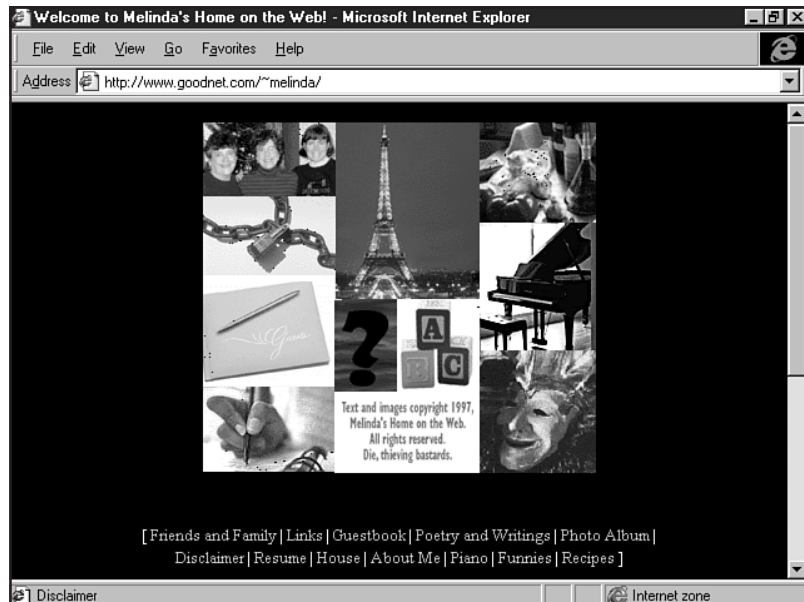 Welcome to Melinda's Home on the Web! - Microsoft Internet Explorer
File Edit View Go Favorites Help
Address http://www.goodnet.com/~melinda/
Guests
A
B C
?
Text and images copyright 1997,
Melinda's Home on the Web.
All rights reserved.
Die, thieving bastards.
[ Friends and Family | Links | Guestbook | Poetry and Writings | Photo Album |
Disclaimer | Resume | House | About Me | Piano | Funnies | Recipes ]
Disclaimer
Internet zone